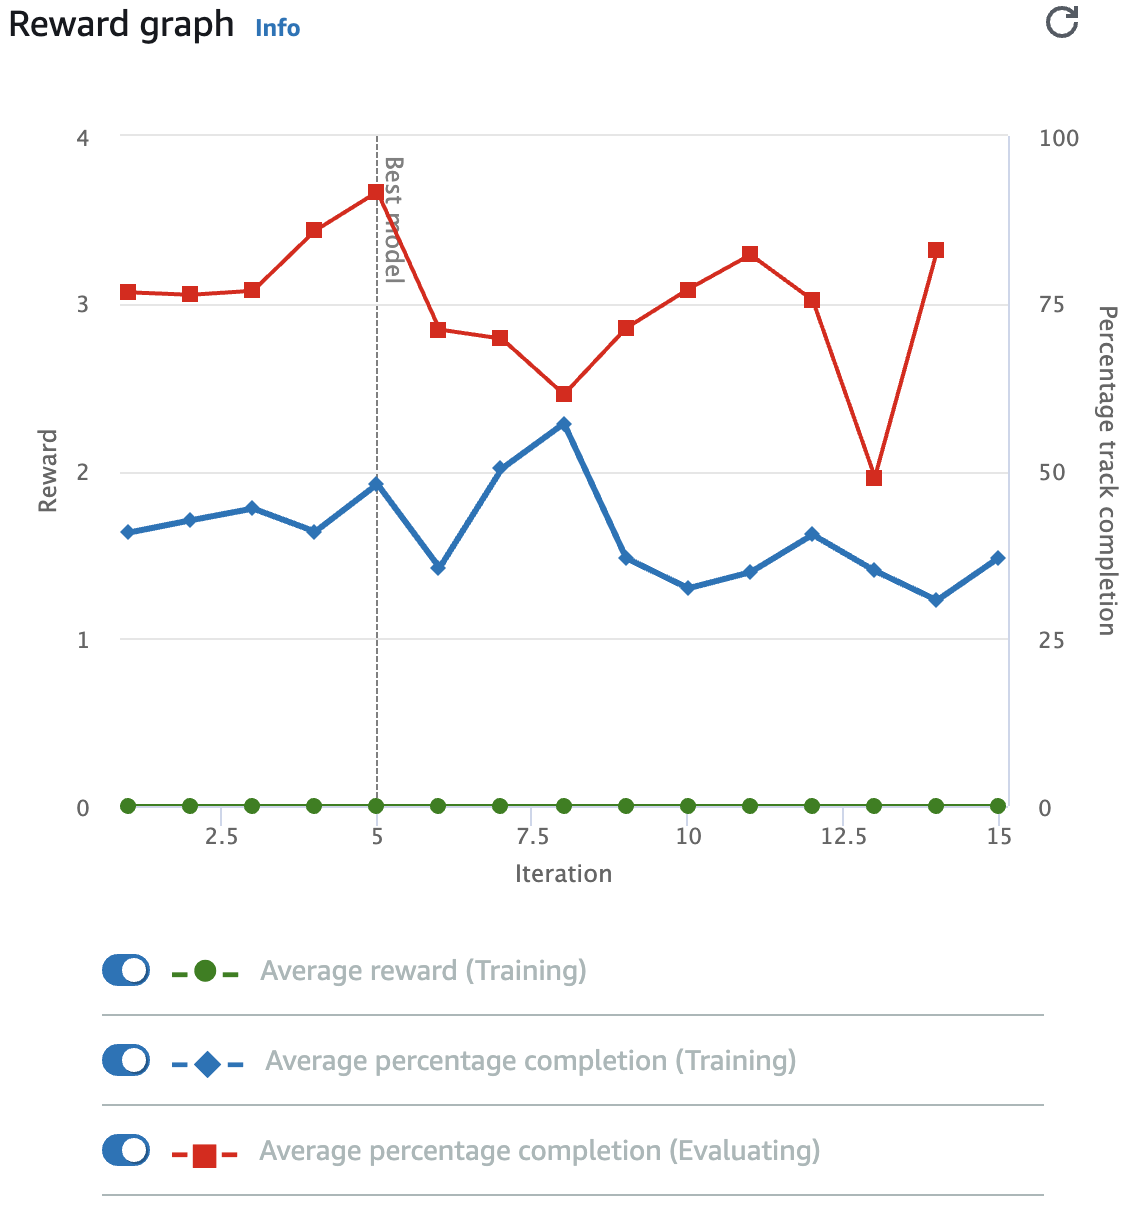 Reward graph Info
4
3
2
1
0
Reward
Best model
100
75
50
25
0
Percentage track completion
2.5 5 7.5 10 12.5 15
Iteration
Average reward (Training)
Average percentage completion (Training)
Average percentage completion (Evaluating)